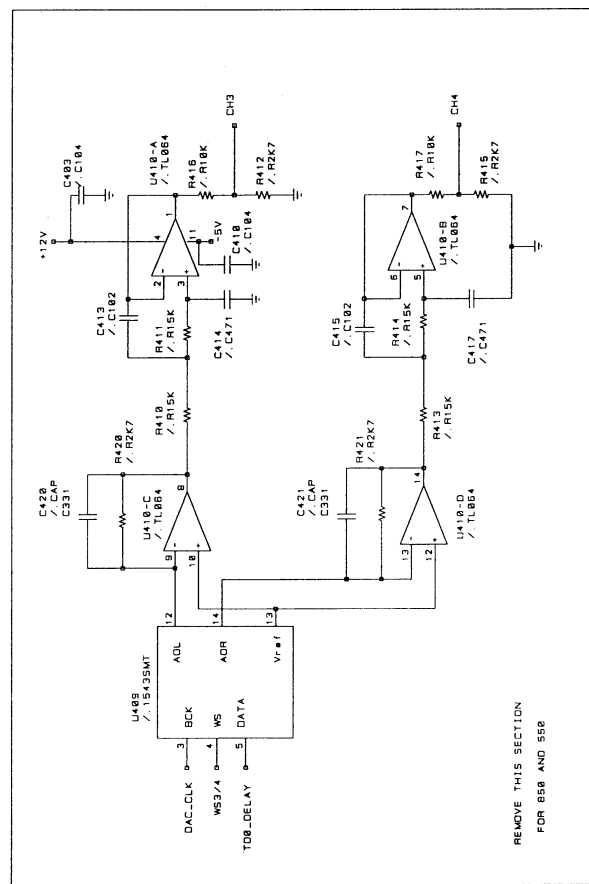 +12V
C403
/.C104
U410-A
/.TL064
R416
/.R10K
CH3
R412
/.R2K7
1
4
11
-5V
C410
/.C104
2
3
-
+
C413
/.C102
R411
/.R15K
C414
/.C471
R410
/.R15K
R420
/.R2K7
C420
/.CAP
C331
U410-C
/.TL064
8
9
10
-
+
R417
/.R10K
CH4
R415
/.R2K7
7
U410-B
/.TL064
6
5
-
+
C415
/.C102
R414
/.R15K
C417
/.C471
R413
/.R15K
R421
/.R2K7
C421
/.CAP
C331
14
U410-D
/.TL064
13
12
-
+
12
14
13
AOL
AOR
Vref
U409
/.1543SMT
BCK
WS
DATA
3
4
5
DAC_CLK
WS3/4
TD0_DELAY
REMOVE THIS SECTION
FOR 850 AND 550